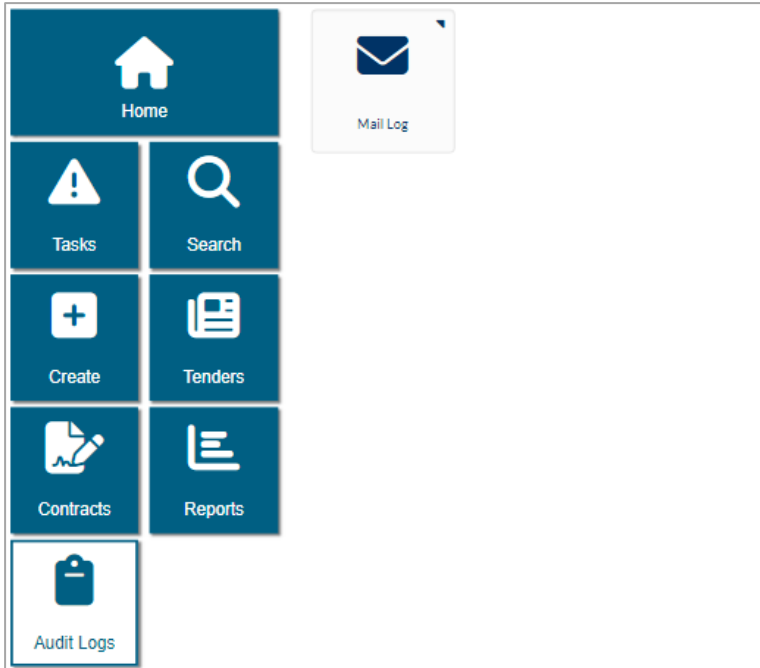 Home
Mail Log
Tasks
Search
Create
Tenders
Contracts
Reports
Audit Logs